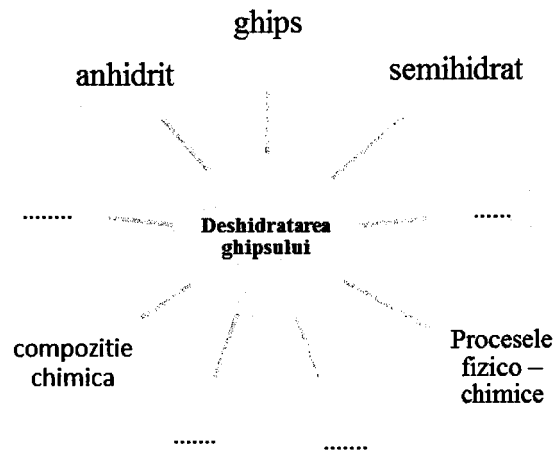 ghips
anhidrit
semihidrat
........
Deshidratarea
ghipsului
......
compozitie
chimica
Procesele
fizico –
chimice
.......
.......